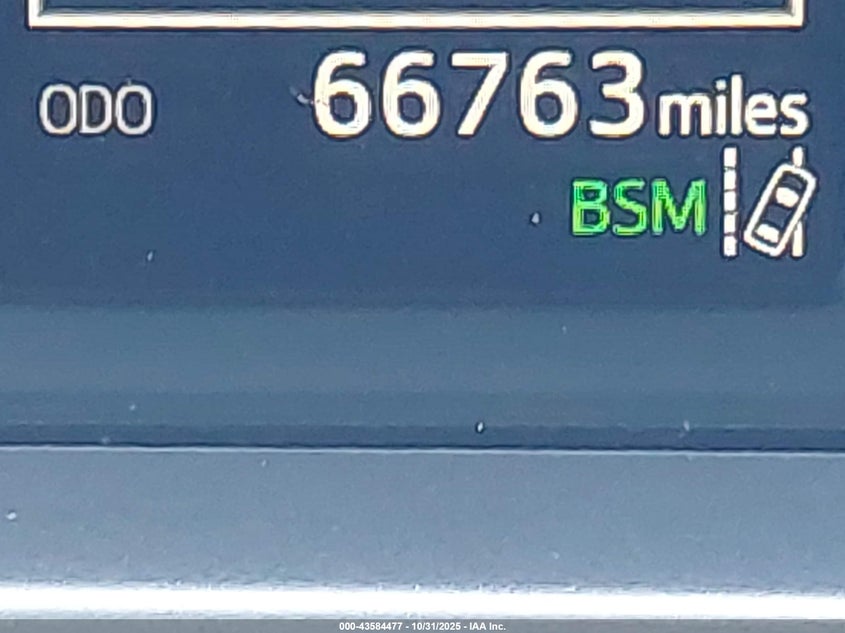 ODO 66763 miles
BSM
000-43584477 - 10/31/2025 - IAA Inc.